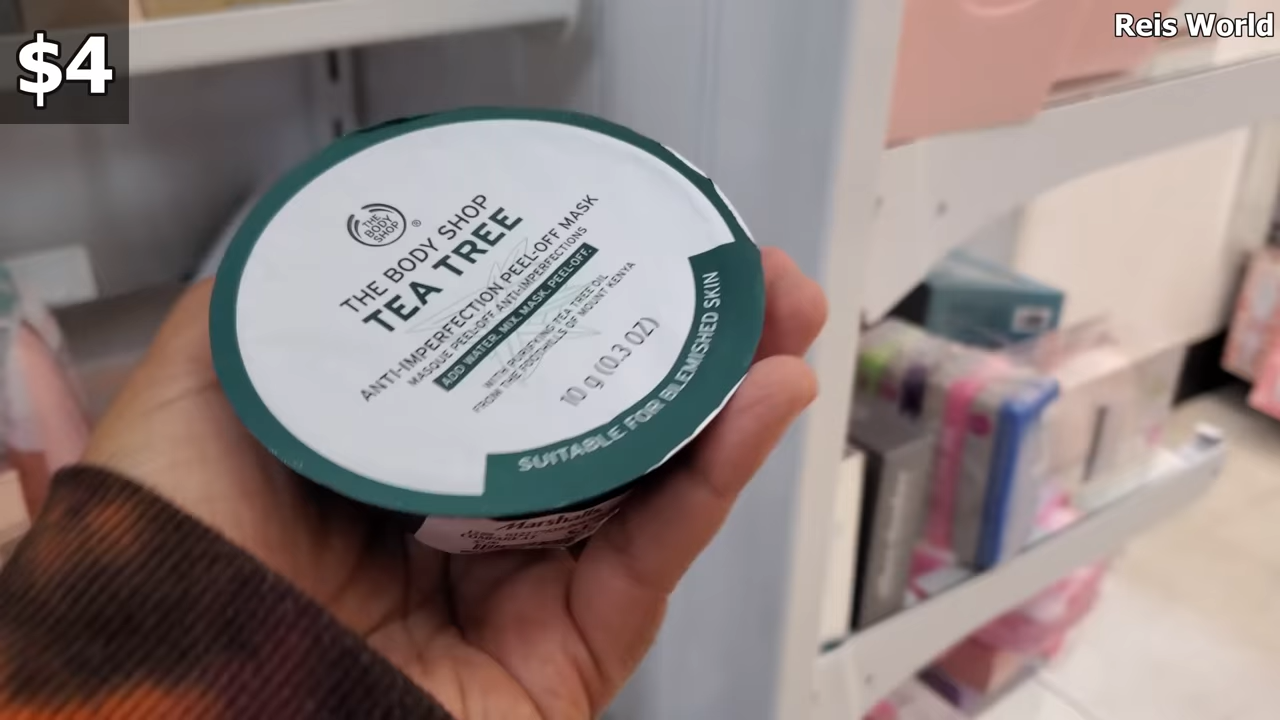 $4
Reis World
THE
BODY
SHOP
®
THE BODY SHOP
TEA TREE
ANTI-IMPERFECTION PEEL-OFF MASK
MASQUE PEEL-OFF ANTI-IMPERFECTIONS
ADD WATER. MIX. MASK. PEEL-OFF.
WITH PURIFYING TEA TREE OIL
FROM THE FOOTHILLS OF MOUNT KENYA
10 g (0.3 OZ)
SUITABLE FOR BLEMISHED SKIN
Marshalls
COMPARE AT